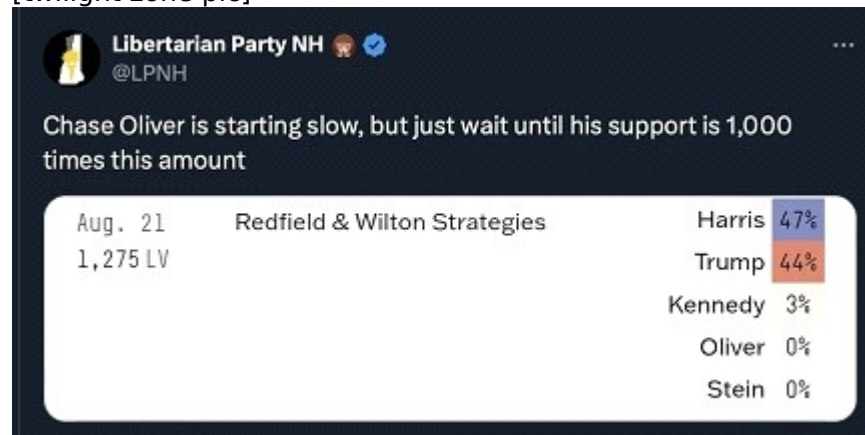 Libertarian Party NH
@LPNH
Chase Oliver is starting slow, but just wait until his support is 1,000
times this amount
Aug. 21 Redfield & Wilton Strategies Harris 47%
1,275 LV Trump 44%
Kennedy 3%
Oliver 0%
Stein 0%